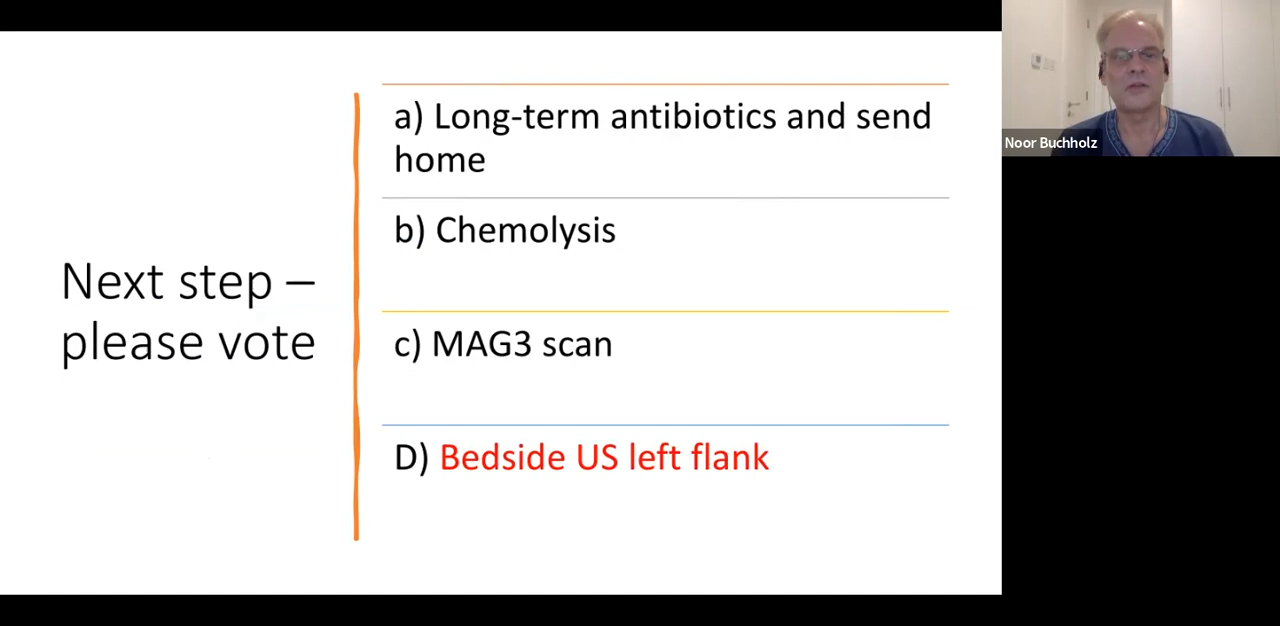 Next step –
please vote
a) Long-term antibiotics and send
home
b) Chemolysis
c) MAG3 scan
D) Bedside US left flank
Noor Buchholz